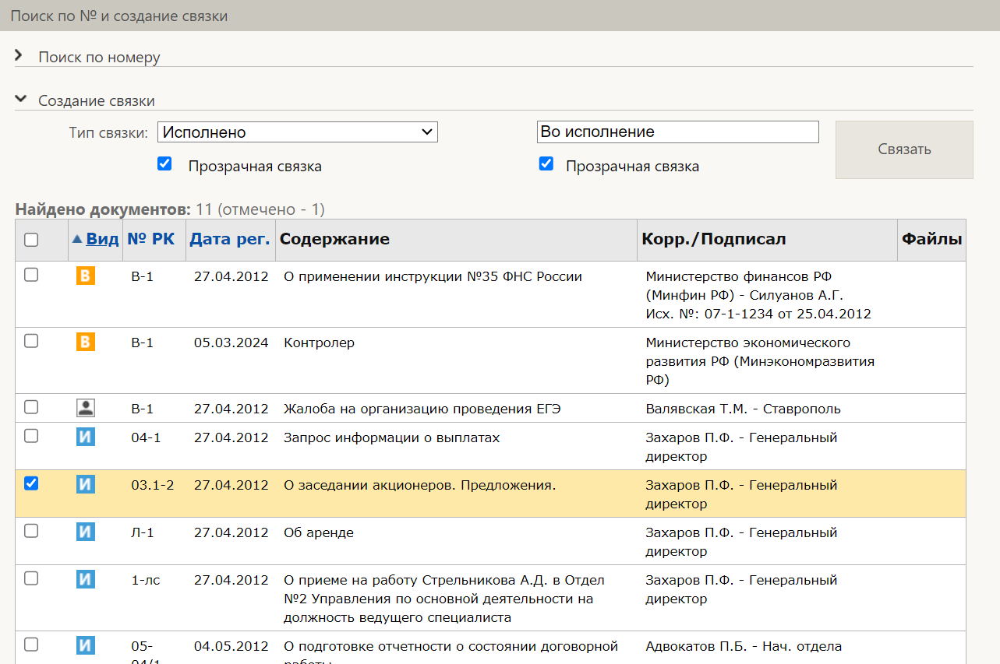 Поиск по № и создание связки
Поиск по номеру
Создание связки
Тип связки: Исполнено Во исполнение Связать
Прозрачная связка Прозрачная связка
Найдено документов: 11 (отмечено - 1)
Вид № РК Дата рег. Содержание Корр./Подписал Файлы
В В-1 27.04.2012 О применении инструкции №35 ФНС России Министерство финансов РФ
(Минфин РФ) - Силуанов А.Г.
Исх. №: 07-1-1234 от 25.04.2012
В В-1 05.03.2024 Контролер Министерство экономического
развития РФ (Минэкономразвития
РФ)
В-1 27.04.2012 Жалоба на организацию проведения ЕГЭ Валявская Т.М. - Ставрополь
И 04-1 27.04.2012 Запрос информации о выплатах Захаров П.Ф. - Генеральный
директор
И 03.1-2 27.04.2012 О заседании акционеров. Предложения. Захаров П.Ф. - Генеральный
директор
И Л-1 27.04.2012 Об аренде Захаров П.Ф. - Генеральный
директор
И 1-лс 27.04.2012 О приеме на работу Стрельникова А.Д. в Отдел Захаров П.Ф. - Генеральный
№2 Управления по основной деятельности на директор
должность ведущего специалиста
И 05- 04.05.2012 О подготовке отчетности о состоянии договорной Адвокатов П.Б. - Нач. отдела